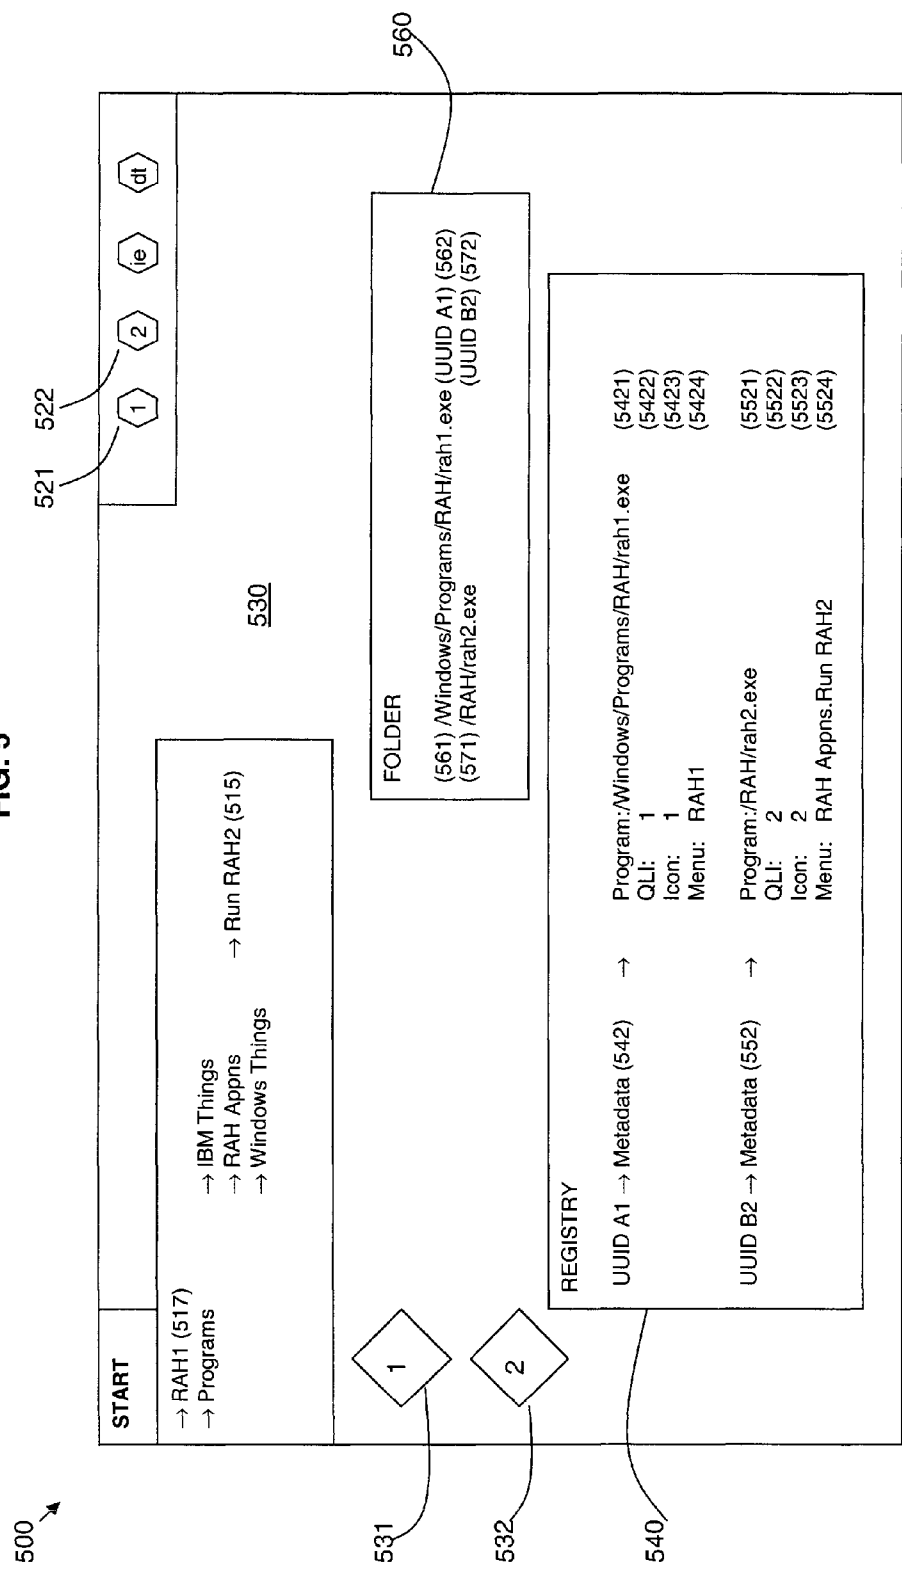 FIG. 5
500
521
522
560
START
1
2
ie
dt
→ RAH1 (517)
→ Programs
→ IBM Things
→ RAH Appns → Run RAH2 (515)
→ Windows Things
530
FOLDER
(561) /Windows/Programs/RAH/rah1.exe (UUID A1) (562)
(571) /RAH/rah2.exe (UUID B2) (572)
1
531
2
532
REGISTRY
UUID A1 → Metadata (542) → Program:/Windows/Programs/RAH/rah1.exe (5421)
QLI: 1 (5422)
Icon: 1 (5423)
Menu: RAH1 (5424)
UUID B2 → Metadata (552) → Program:/RAH/rah2.exe (5521)
QLI: 2 (5522)
Icon: 2 (5523)
Menu: RAH Appns.Run RAH2 (5524)
540